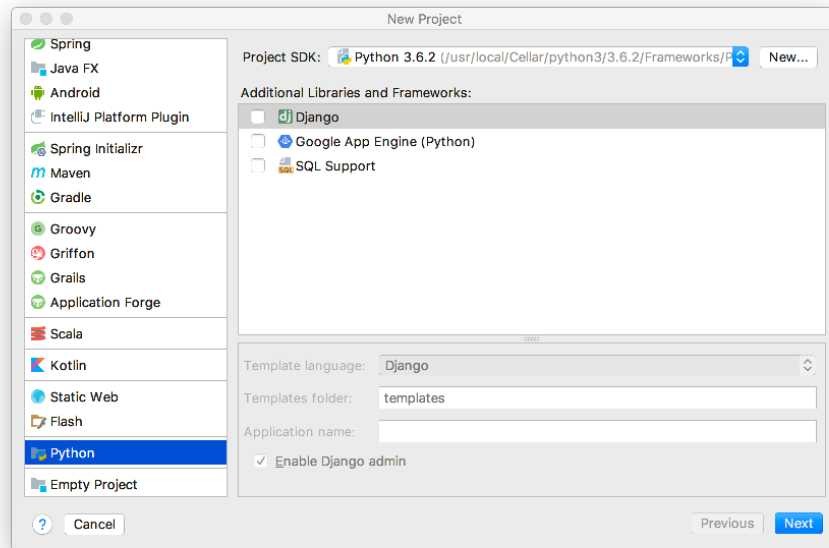 New Project
Spring
Java FX
Android
IntelliJ Platform Plugin
Spring Initializr
Maven
Gradle
Groovy
Griffon
Grails
Application Forge
Scala
Kotlin
Static Web
Flash
Python
Empty Project
Project SDK: Python 3.6.2 (/usr/local/Cellar/python3/3.6.2/Frameworks/P New...
Additional Libraries and Frameworks:
Django
Google App Engine (Python)
SQL Support
Template language: Django
Templates folder: templates
Application name:
Enable Django admin
? Cancel Previous Next